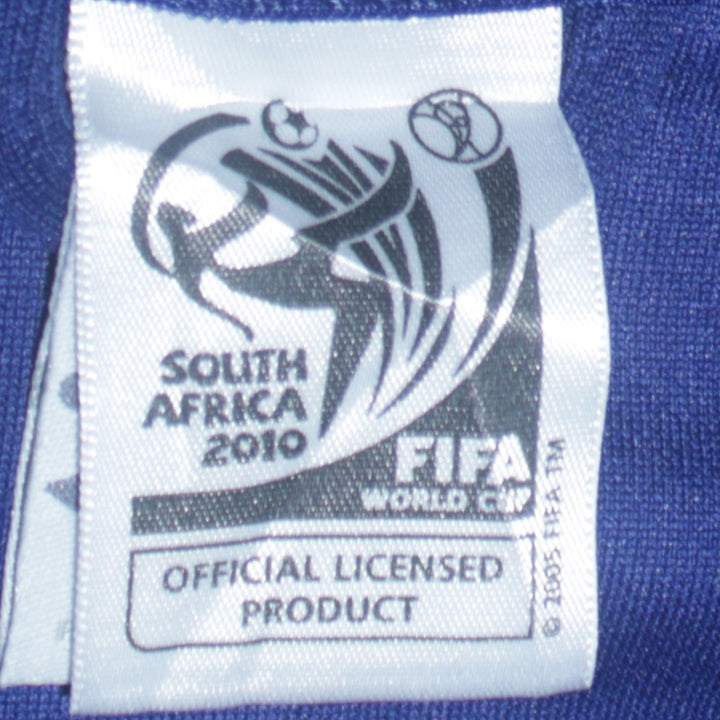 SOUTH
AFRICA
2010
FIFA
WORLD CUP
© 2005 FIFA TM
OFFICIAL LICENSED
PRODUCT